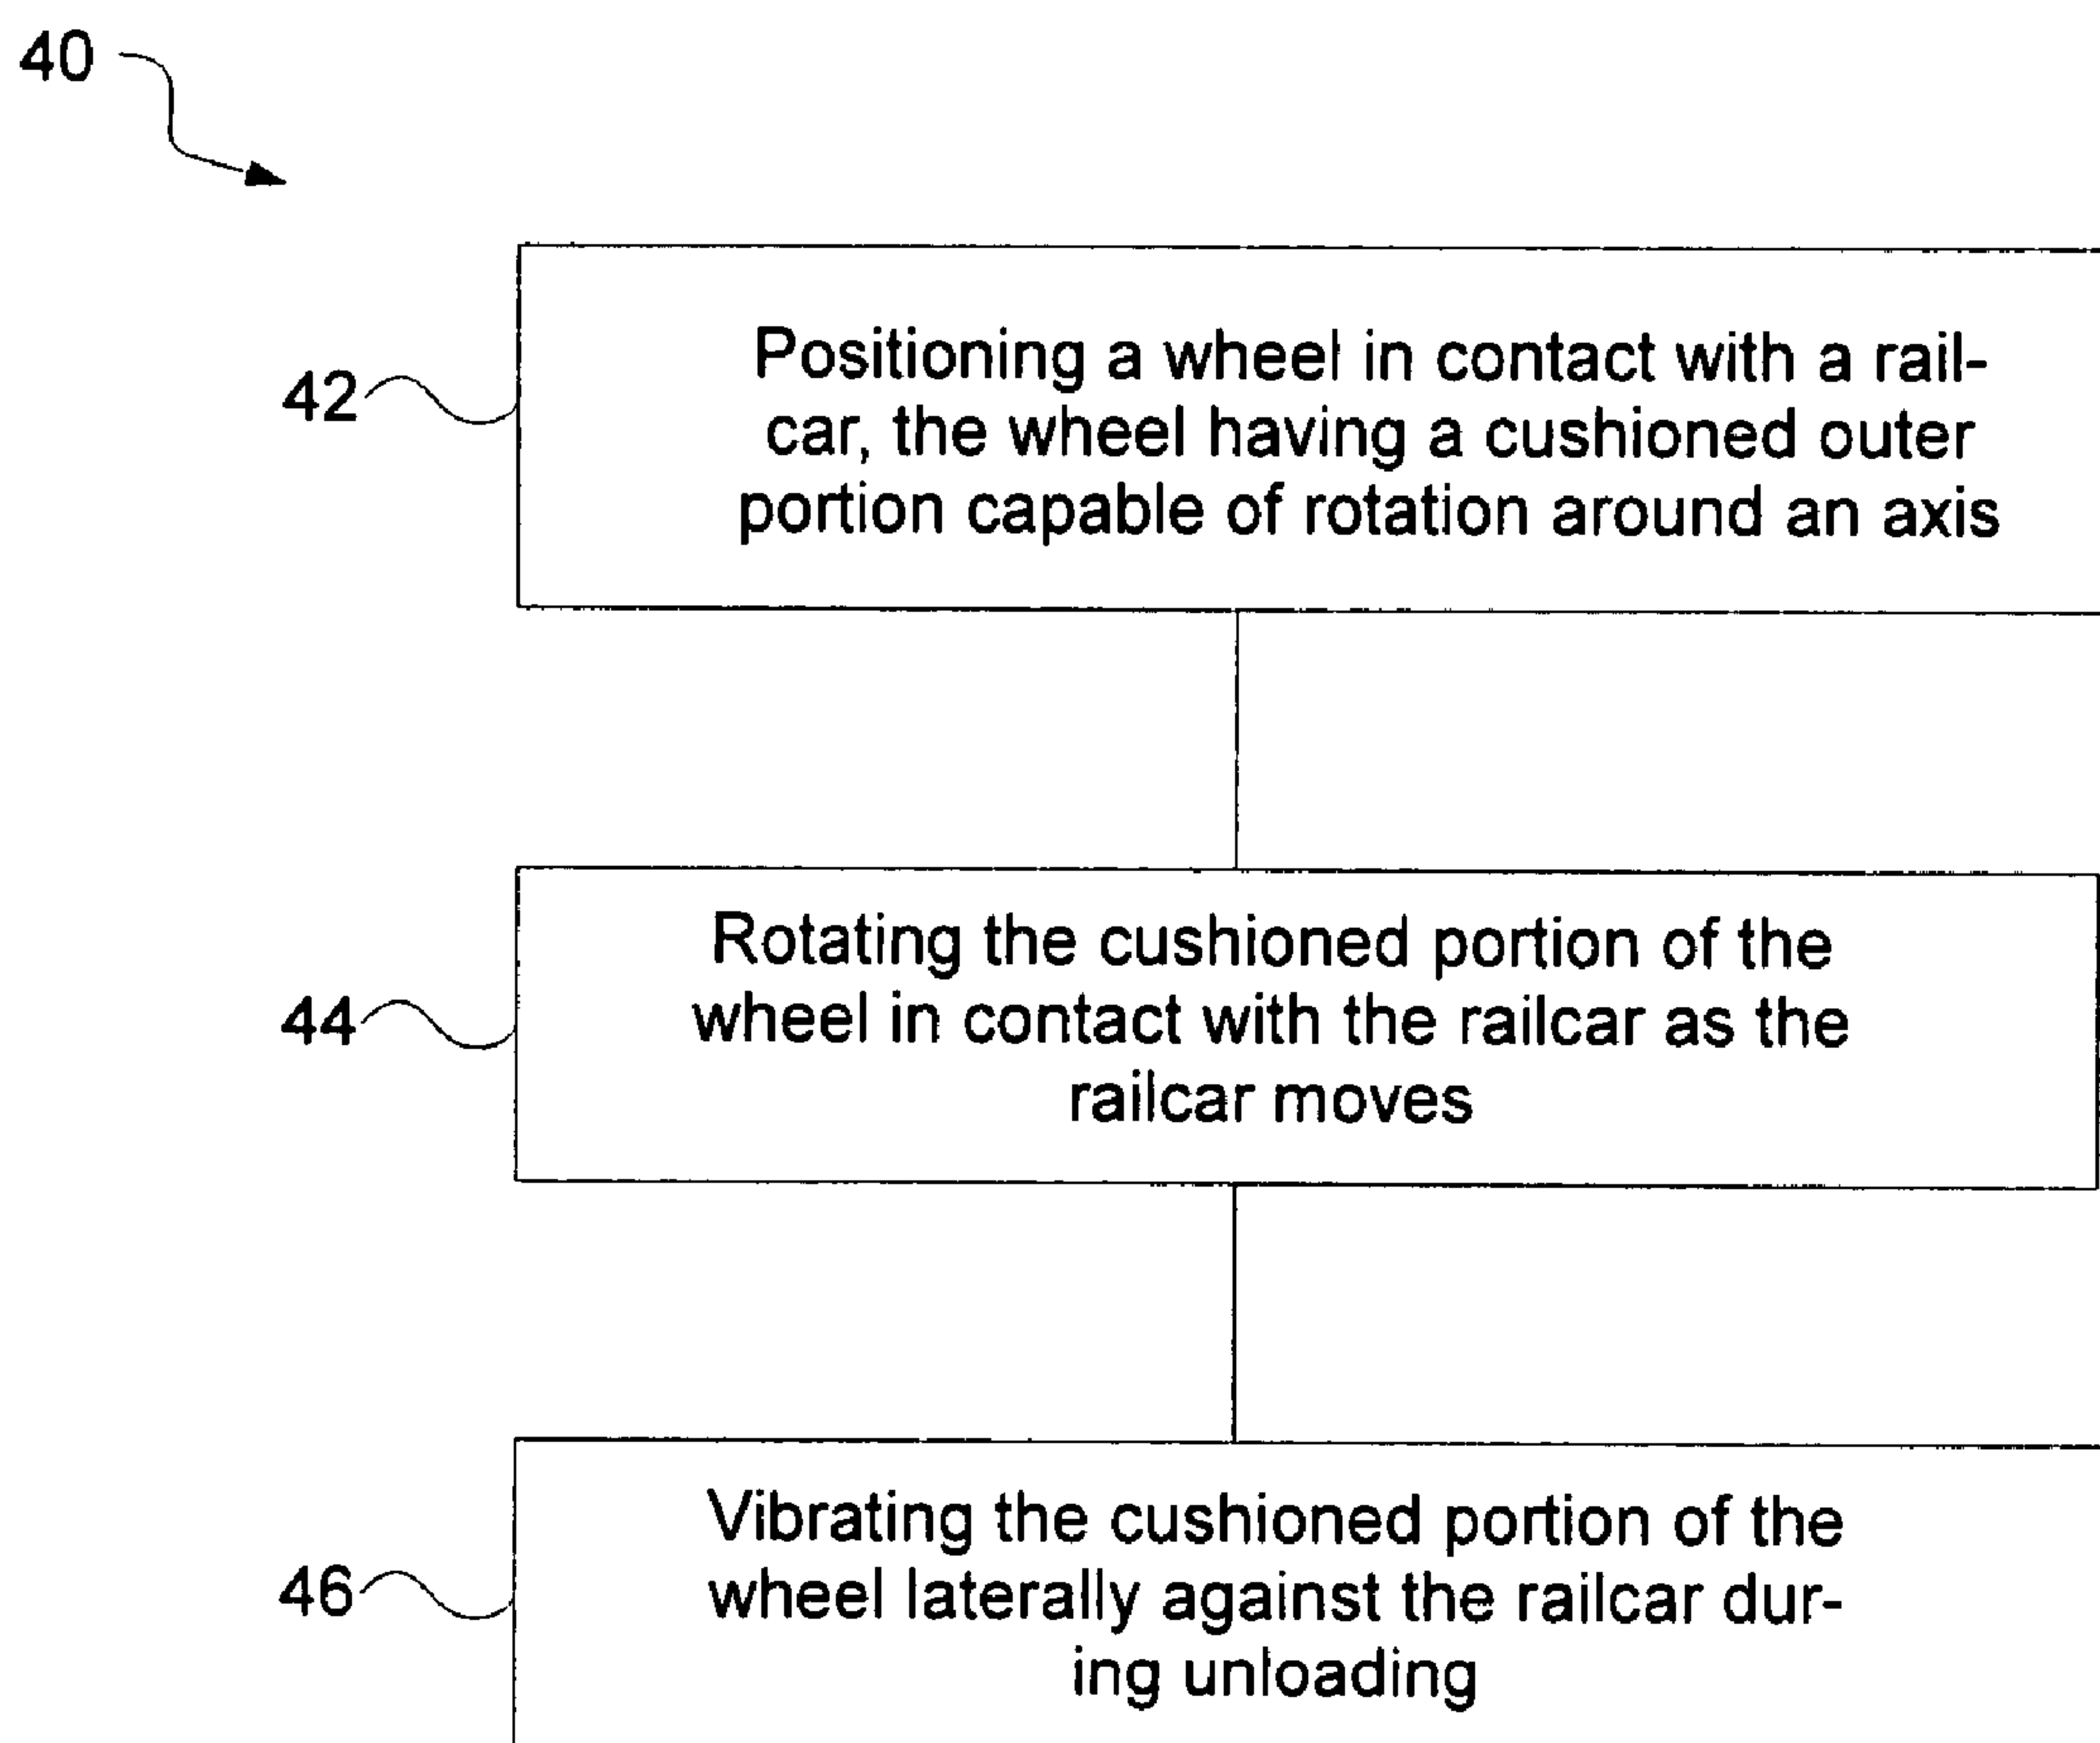 40
42
Positioning a wheel in contact with a rail-
car, the wheel having a cushioned outer
portion capable of rotation around an axis
44
Rotating the cushioned portion of the
wheel in contact with the railcar as the
railcar moves
46
Vibrating the cushioned portion of the
wheel laterally against the railcar dur-
ing unloading